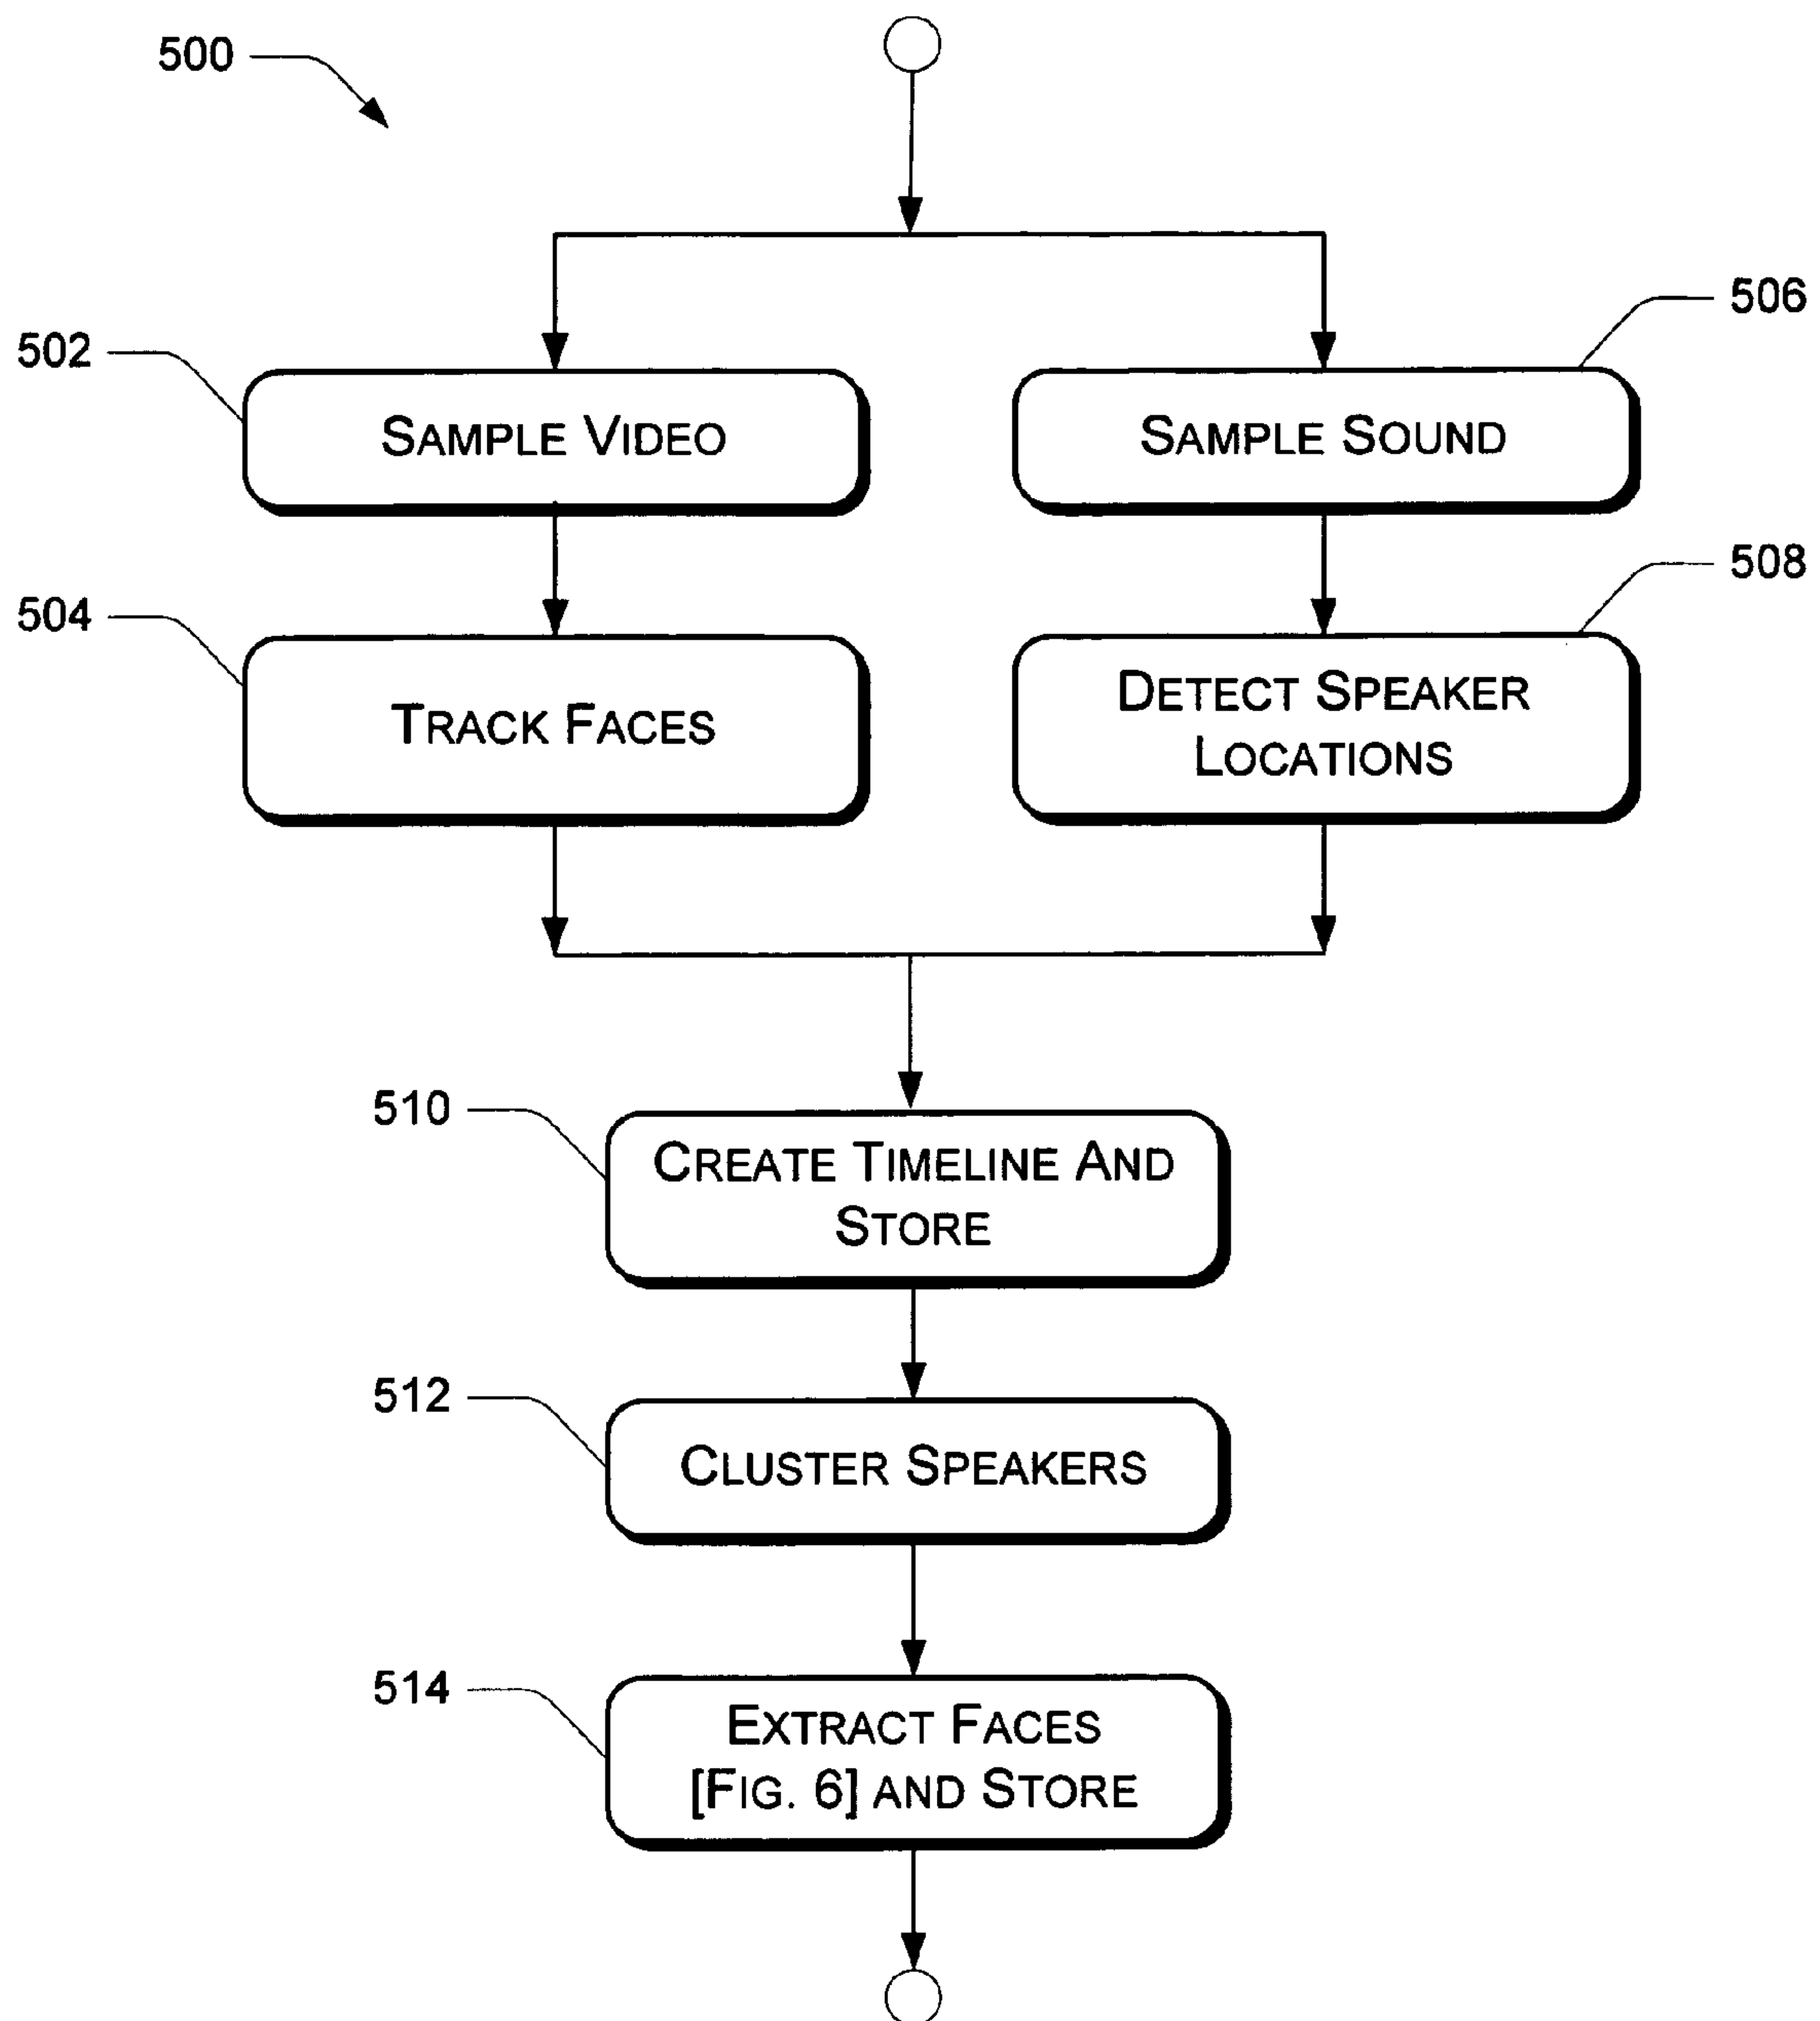 500
506
502
SAMPLE VIDEO
SAMPLE SOUND
508
504
TRACK FACES
DETECT SPEAKER
LOCATIONS
510
CREATE TIMELINE AND
STORE
512
CLUSTER SPEAKERS
514
EXTRACT FACES
[FIG. 6] AND STORE